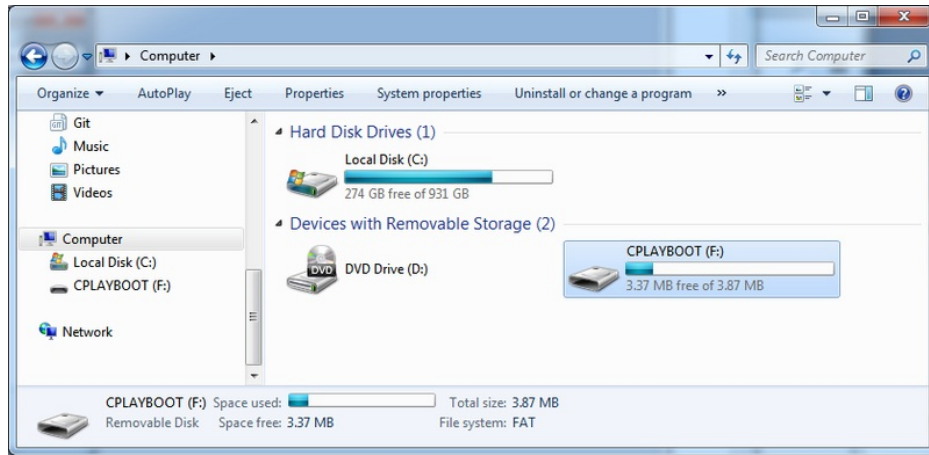 Computer
Search Computer
Organize AutoPlay Eject Properties System properties Uninstall or change a program »
Git
Music
Pictures
Videos
Computer
Local Disk (C:)
CPLAYBOOT (F:)
Network
Hard Disk Drives (1)
Local Disk (C:)
274 GB free of 931 GB
Devices with Removable Storage (2)
DVD
DVD Drive (D:)
CPLAYBOOT (F:)
3.37 MB free of 3.87 MB
CPLAYBOOT (F:) Space used: Total size: 3.87 MB
Removable Disk Space free: 3.37 MB File system: FAT